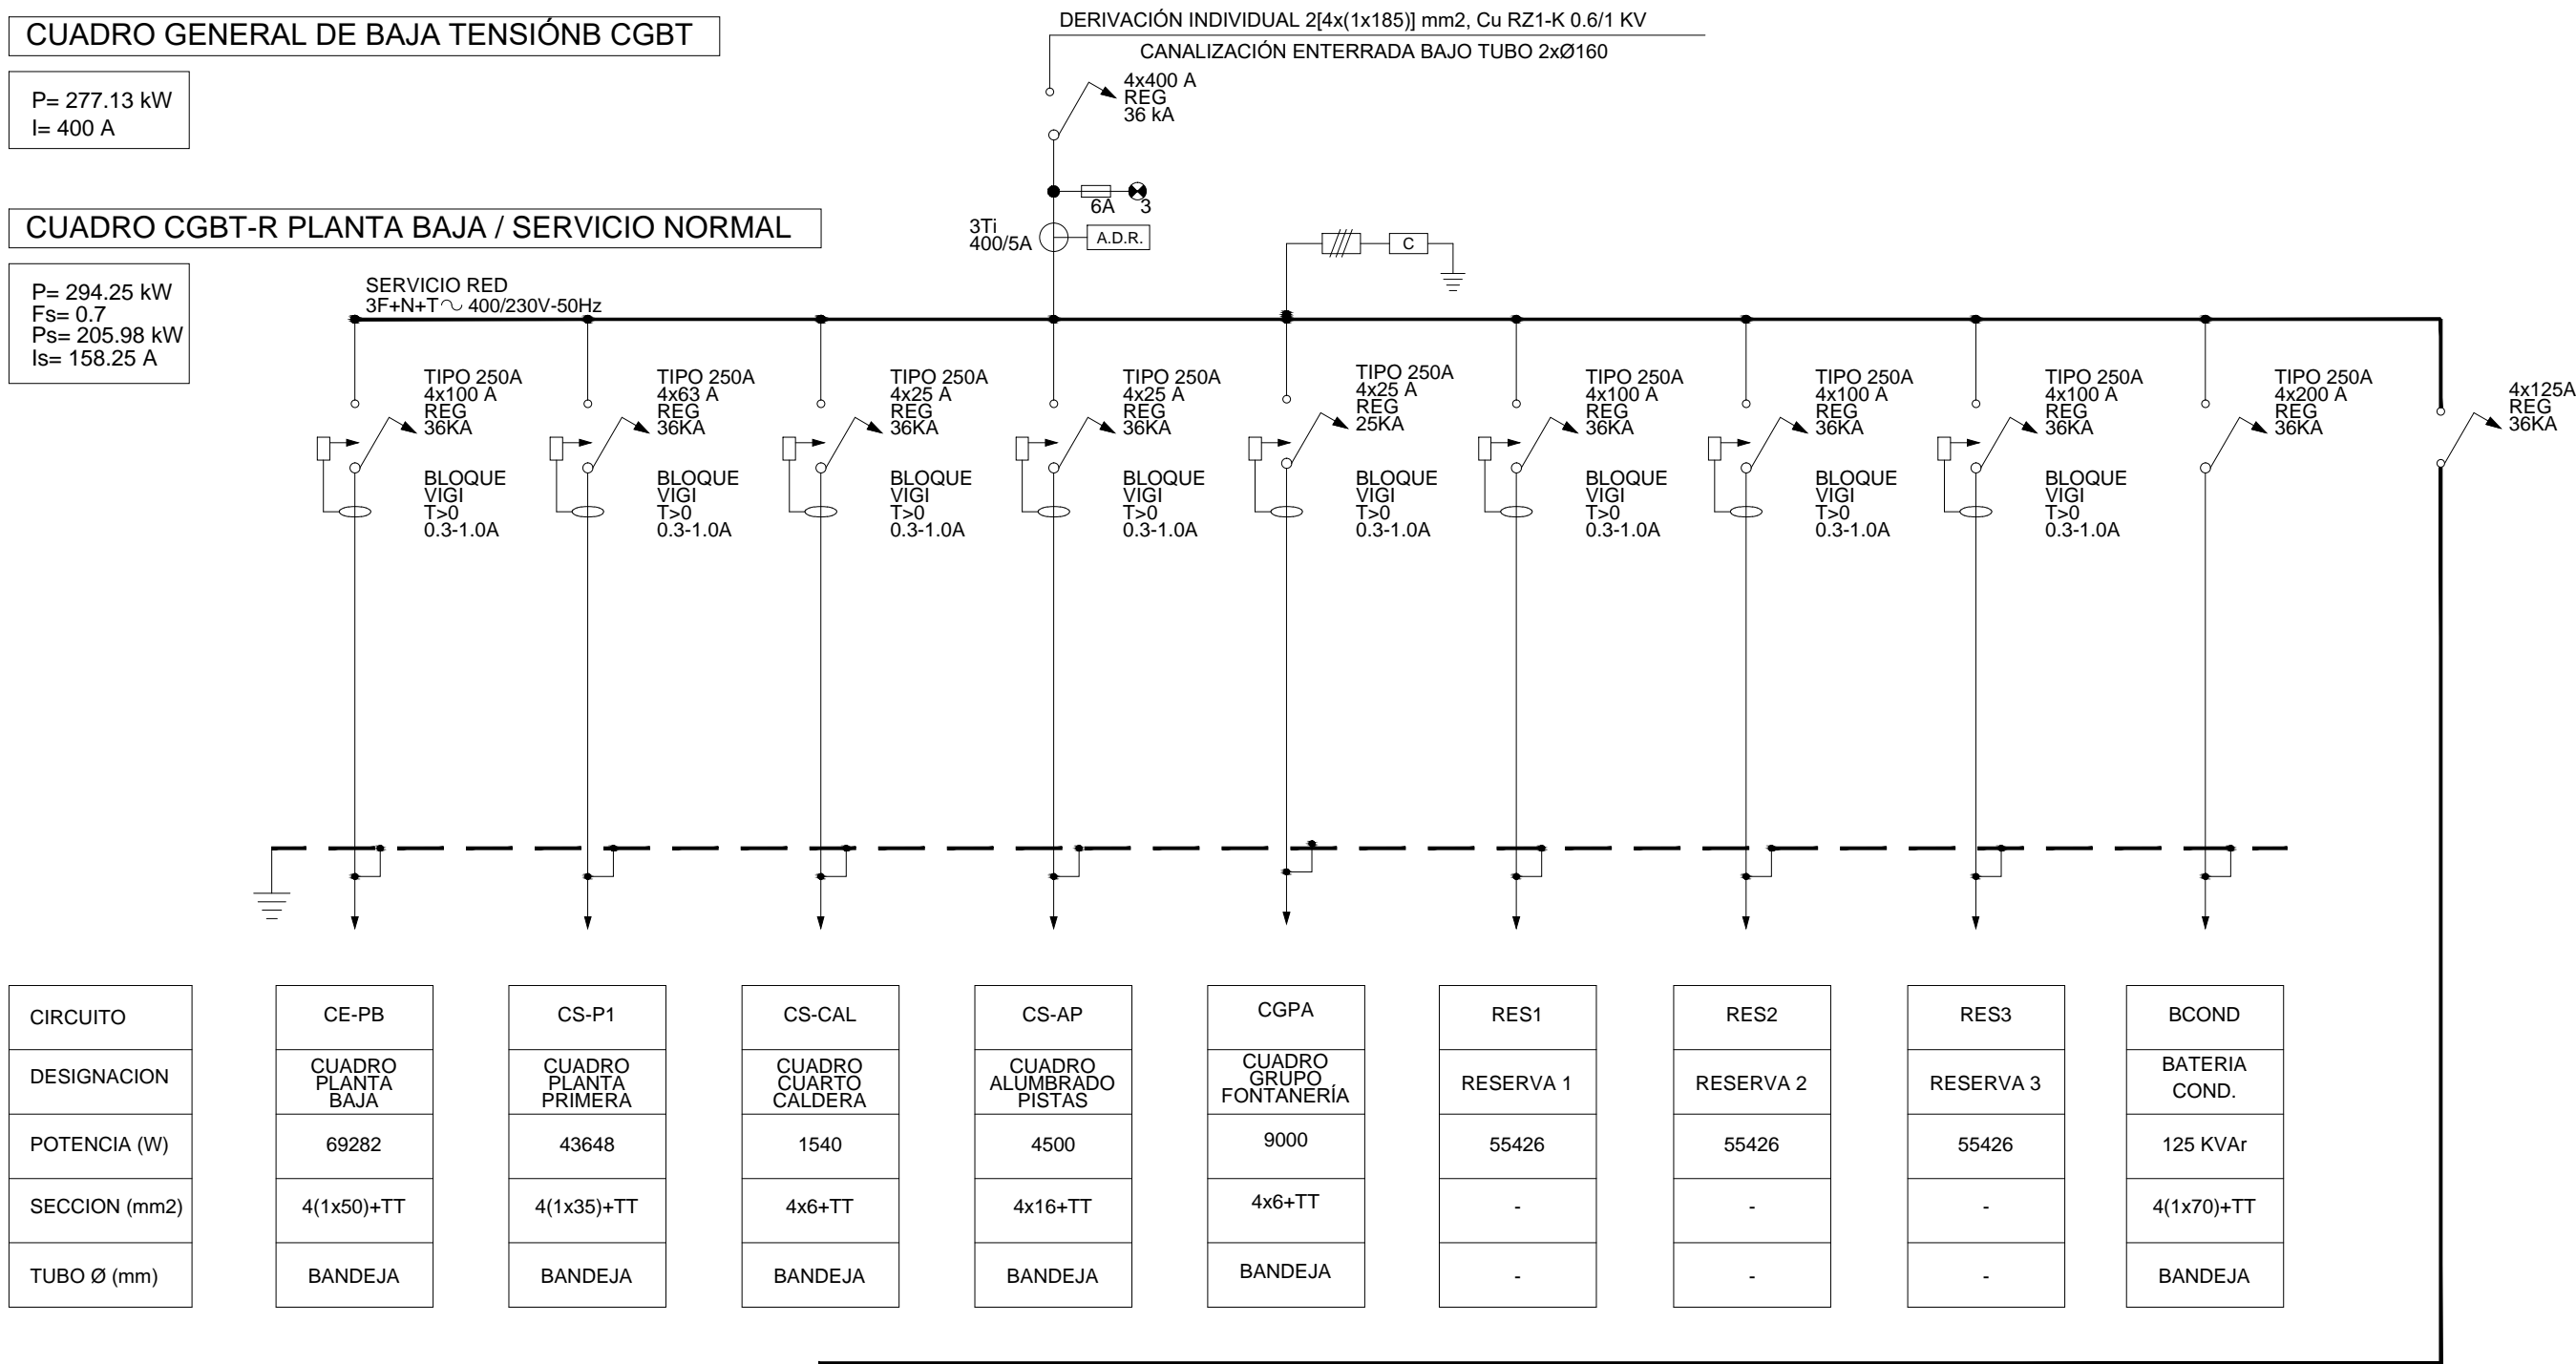 CUADRO GENERAL DE BAJA TENSIÓNB CGBT
P= 277.13 kW
I= 400 A
DERIVACIÓN INDIVIDUAL 2[4x(1x185)] mm2, Cu RZ1-K 0.6/1 KV
CANALIZACIÓN ENTERRADA BAJO TUBO 2xØ160
4x400 A
REG
36 kA
6A
3
3Ti
400/5A
A.D.R.
C
CUADRO CGBT-R PLANTA BAJA / SERVICIO NORMAL
P= 294.25 kW
Fs= 0.7
Ps= 205.98 kW
Is= 158.25 A
SERVICIO RED
3F+N+T 400/230V-50Hz
TIPO 250A
4x100 A
REG
36KA
BLOQUE
VIGI
T>0
0.3-1.0A
TIPO 250A
4x63 A
REG
36KA
BLOQUE
VIGI
T>0
0.3-1.0A
TIPO 250A
4x25 A
REG
36KA
BLOQUE
VIGI
T>0
0.3-1.0A
TIPO 250A
4x25 A
REG
36KA
BLOQUE
VIGI
T>0
0.3-1.0A
TIPO 250A
4x25 A
REG
25KA
BLOQUE
VIGI
T>0
0.3-1.0A
TIPO 250A
4x100 A
REG
36KA
BLOQUE
VIGI
T>0
0.3-1.0A
TIPO 250A
4x100 A
REG
36KA
BLOQUE
VIGI
T>0
0.3-1.0A
TIPO 250A
4x100 A
REG
36KA
BLOQUE
VIGI
T>0
0.3-1.0A
TIPO 250A
4x200 A
REG
36KA
4x125A
REG
36KA
CIRCUITO
DESIGNACION
POTENCIA (W)
SECCION (mm2)
TUBO Ø (mm)
CE-PB
CUADRO
PLANTA
BAJA
69282
4(1x50)+TT
BANDEJA
CS-P1
CUADRO
PLANTA
PRIMERA
43648
4(1x35)+TT
BANDEJA
CS-CAL
CUADRO
CUARTO
CALDERA
1540
4x6+TT
BANDEJA
CS-AP
CUADRO
ALUMBRADO
PISTAS
4500
4x16+TT
BANDEJA
CGPA
CUADRO
GRUPO
FONTANERÍA
9000
4x6+TT
BANDEJA
RES1
RESERVA 1
55426
-
-
RES2
RESERVA 2
55426
-
-
RES3
RESERVA 3
55426
-
-
BCOND
BATERIA
COND.
125 KVAr
4(1x70)+TT
BANDEJA